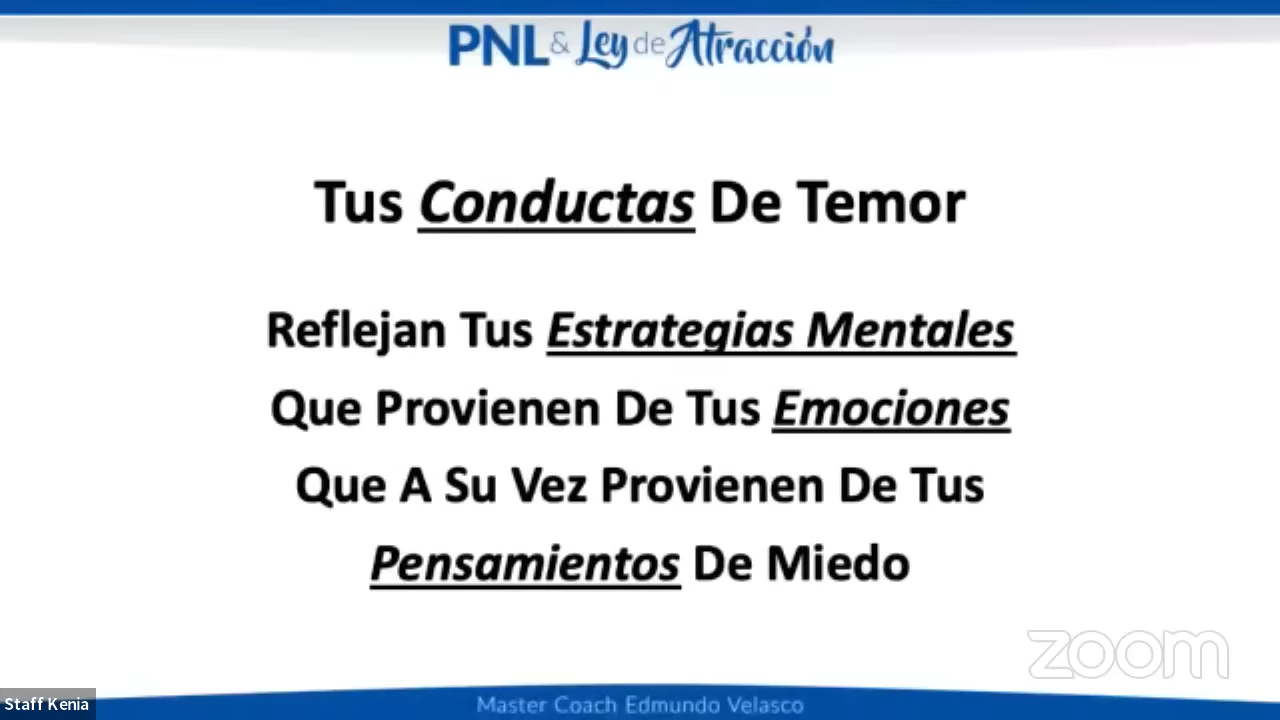 PNL & Ley de Atracción
Tus Conductas De Temor
Reflejan Tus Estrategias Mentales
Que Provienen De Tus Emociones
Que A Su Vez Provienen De Tus
Pensamientos De Miedo
zoom
Staff Kenia
Master Coach Edmundo Velasco